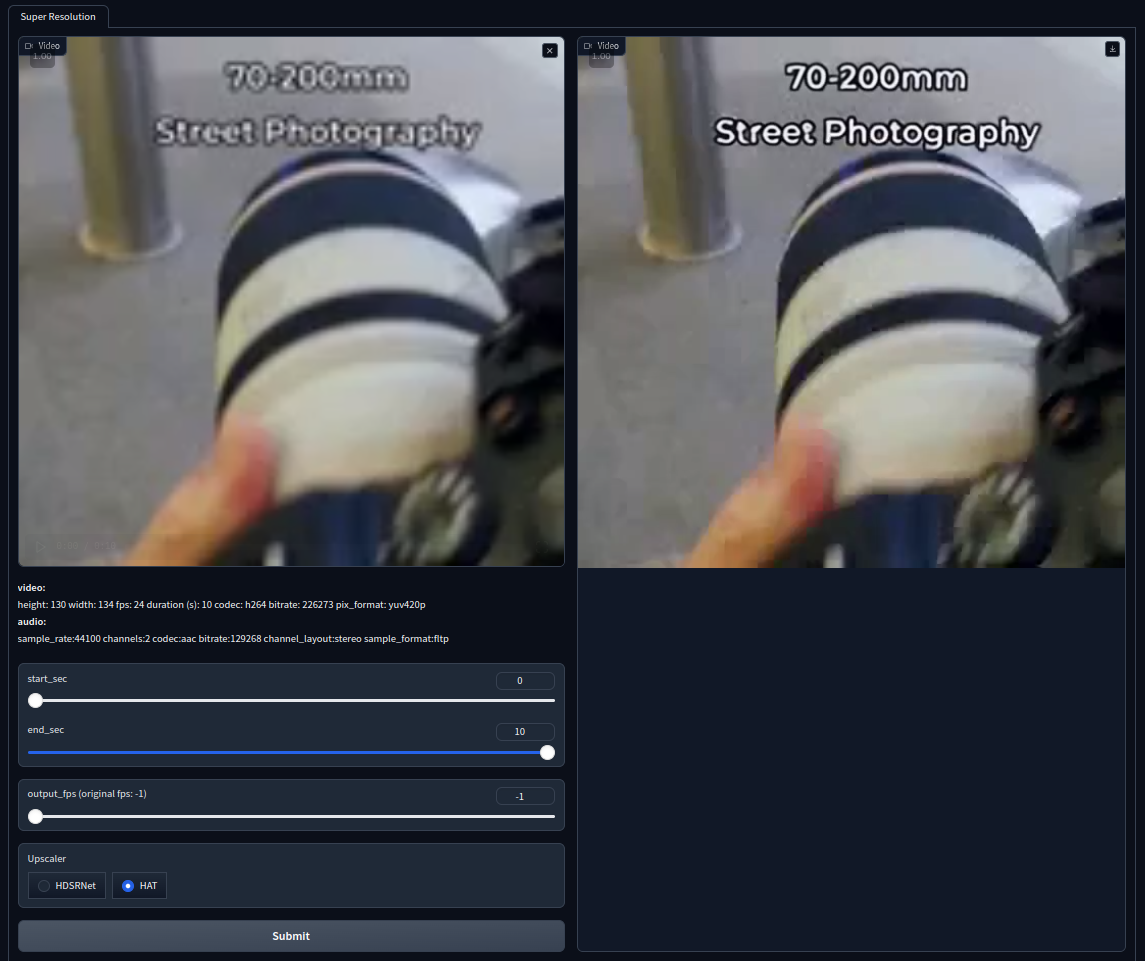 Super Resolution
Video
1.00
70-200mm
Street Photography
Video
1.00
70-200mm
Street Photography
video:
height: 130 width: 134 fps: 24 duration (s): 10 codec: h264 bitrate: 226273 pix_format: yuv420p
audio:
sample_rate:44100 channels:2 codec:aac bitrate:129268 channel_layout:stereo sample_format:fltp
start_sec
0
end_sec
10
output_fps (original fps: -1)
-1
Upscaler
HDSRNet
HAT
Submit